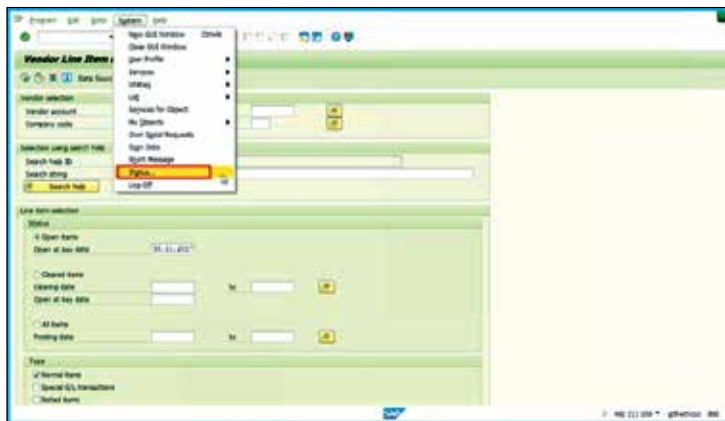 Program Edit Goto System Help
New GUI Window Ctrl+N
Close GUI Window
User Profile
Services
Utilities
List
Services for Object
My Objects
Own Spool Requests
Own Jobs
Short Message
Status...
Log Off
Vendor Line Item
Data Sour
Vendor selection
Vendor account
Company code
Selection using search help
Search help ID
Search string
Search help
Line item selection
Status
Open items
Open at key date
Cleared items
Clearing date to
Open at key date
All items
Posting date to
Type
Normal items
Special G/L transactions
Noted items
SAP